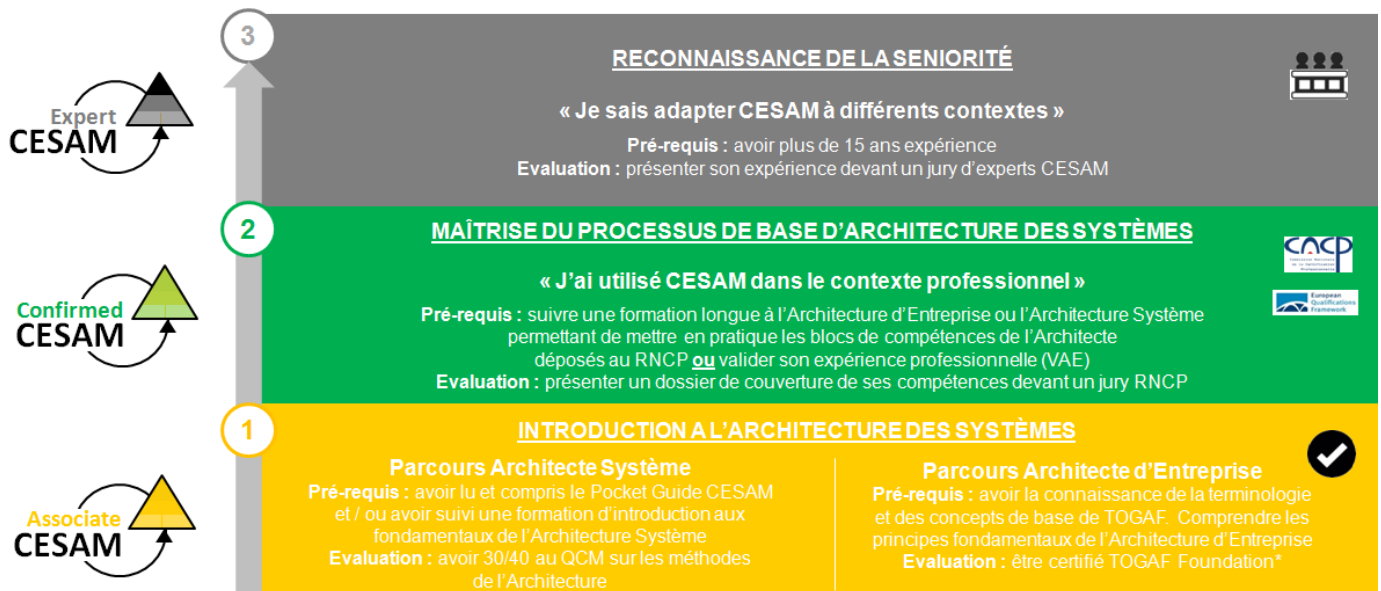 3
RECONNAISSANCE DE LA SENIORITÉ
« Je sais adapter CESAM à différents contextes »
Pré-requis : avoir plus de 15 ans expérience
Evaluation : présenter son expérience devant un jury d'experts CESAM
Expert
CESAM
2
MAÎTRISE DU PROCESSUS DE BASE D'ARCHITECTURE DES SYSTÈMES
« J'ai utilisé CESAM dans le contexte professionnel »
Pré-requis : suivre une formation longue à l'Architecture d'Entreprise ou l'Architecture Système
permettant de mettre en pratique les blocs de compétences de l'Architecte
déposés au RNCP ou valider son expérience professionnelle (VAE)
Evaluation : présenter un dossier de couverture de ses compétences devant un jury RNCP
cncp
European
Qualifications
Framework
Confirmed
CESAM
1
INTRODUCTION A L'ARCHITECTURE DES SYSTÈMES
Parcours Architecte Système
Pré-requis : avoir lu et compris le Pocket Guide CESAM
et / ou avoir suivi une formation d'introduction aux
fondamentaux de l'Architecture Système
Evaluation : avoir 30/40 au QCM sur les méthodes
de l'Architecture
Parcours Architecte d'Entreprise
Pré-requis : avoir la connaissance de la terminologie
et des concepts de base de TOGAF. Comprendre les
principes fondamentaux de l'Architecture d'Entreprise
Evaluation : être certifié TOGAF Foundation*
Associate
CESAM